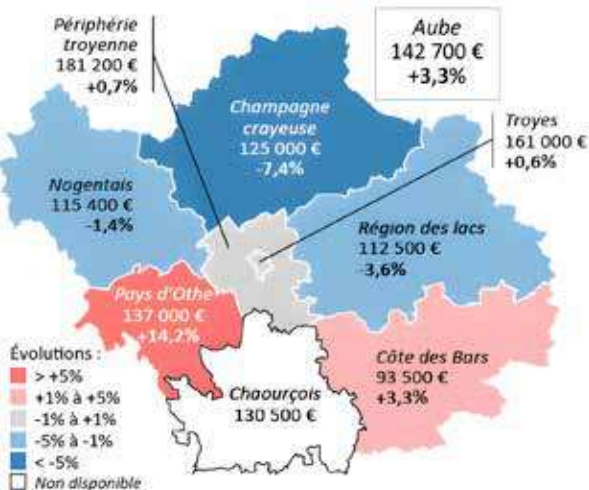 Périphérie
troyenne
181 200 €
+0,7%
Aube
142 700 €
+3,3%
Champagne
crayeuse
125 000 €
-7,4%
Troyes
161 000 €
+0,6%
Nogentais
115 400 €
-1,4%
Région des lacs
112 500 €
-3,6%
Pays d'Othe
137 000 €
+14,2%
Côte des Bars
93 500 €
+3,3%
Chaourçois
130 500 €
Évolutions :
> +5%
+1% à +5%
-1% à +1%
-5% à -1%
< -5%
Non disponible